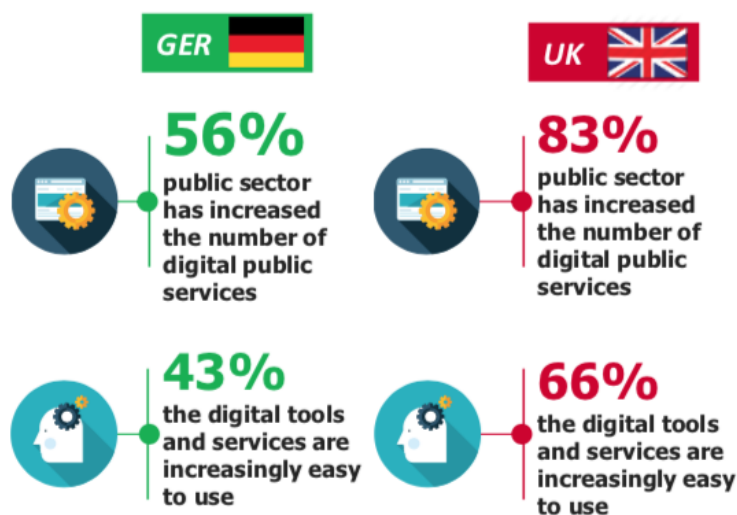 GER
56%
public sector
has increased
the number of
digital public
services
43%
the digital tools
and services are
increasingly easy
to use
UK
83%
public sector
has increased
the number of
digital public
services
66%
the digital tools
and services are
increasingly easy
to use